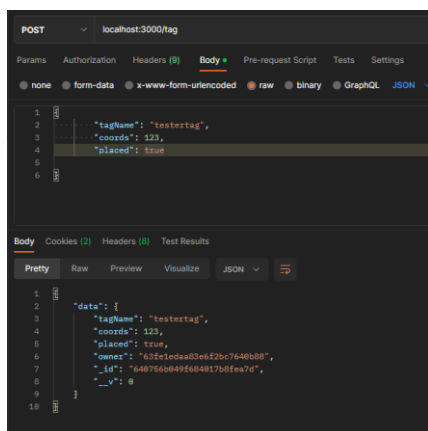 POST localhost:3000/tag
Params Authorization Headers (9) Body Pre-request Script Tests Settings
none form-data x-www-form-urlencoded raw binary GraphQL JSON
1 {
2 "tagName": "testertag",
3 "coords": 123,
4 "placed": true
5
6 }
Body Cookies (2) Headers (8) Test Results
Pretty Raw Preview Visualize JSON
1 {
2 "data": {
3 "tagName": "testertag",
4 "coords": 123,
5 "placed": true,
6 "owner": "63fe1edaa83e6f2bc7640b88",
7 "_id": "640756b049f684017b8fea7d",
8 "__v": 0
9 }
10 }